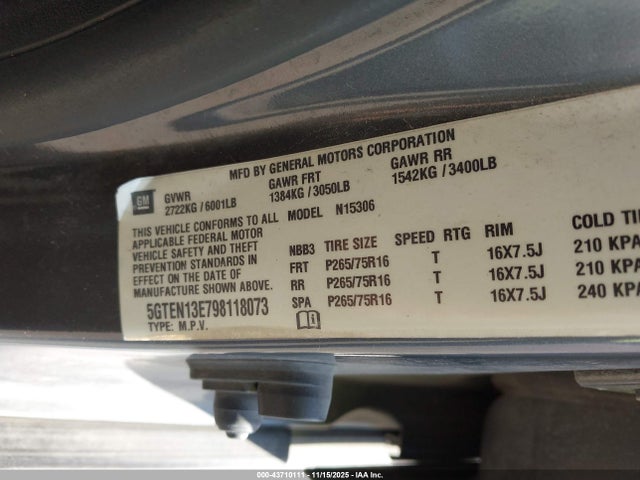 MFD BY GENERAL MOTORS CORPORATION
GM GVWR GAWR FRT GAWR RR
2722KG / 6001LB 1384KG / 3050LB 1542KG / 3400LB
THIS VEHICLE CONFORMS TO ALL MODEL N15306
APPLICABLE FEDERAL MOTOR
VEHICLE SAFETY AND THEFT
PREVENTION STANDARDS IN
EFFECT ON THE DATE OF
MANUFACTURE SHOWN ABOVE.
5GTEN13E798118073
TYPE: M.P.V.
NBB3 TIRE SIZE SPEED RTG RIM COLD TI
FRT P265/75R16 T 16X7.5J 210 KPA
RR P265/75R16 T 16X7.5J 210 KPA
SPA P265/75R16 T 16X7.5J 240 KPA
000-43710111 - 11/15/2025 - IAA Inc.